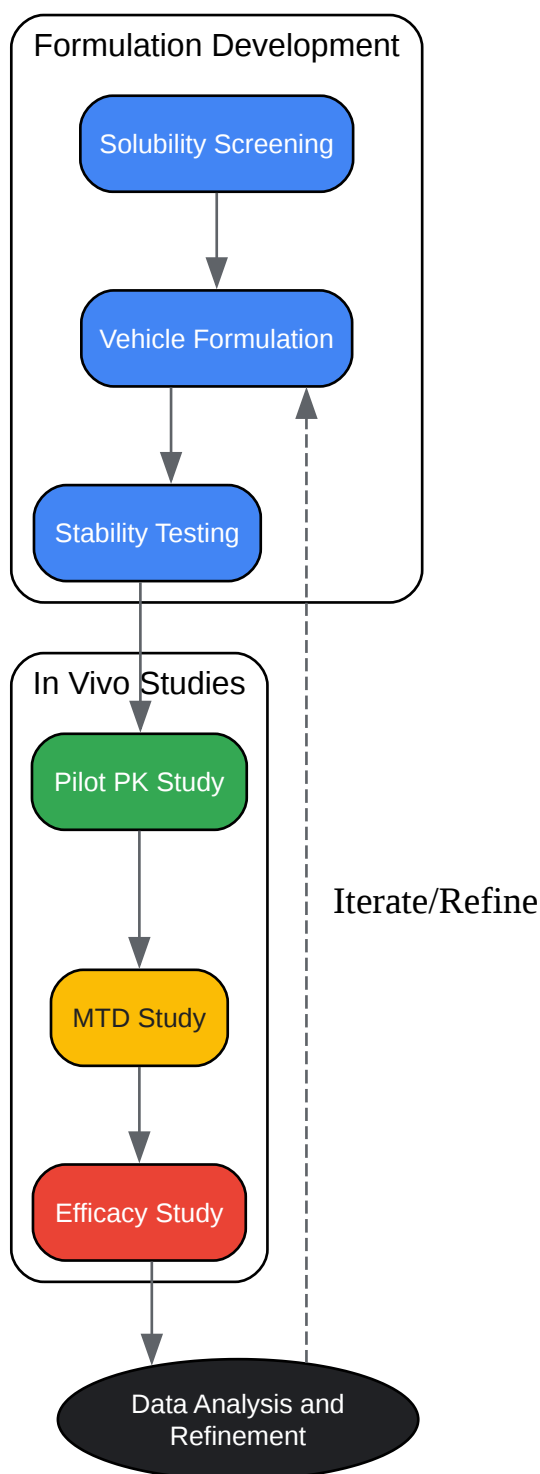 Formulation Development
Solubility Screening
Vehicle Formulation
Stability Testing
In Vivo Studies
Pilot PK Study
Iterate/Refine
MTD Study
Efficacy Study
Data Analysis and
Refinement